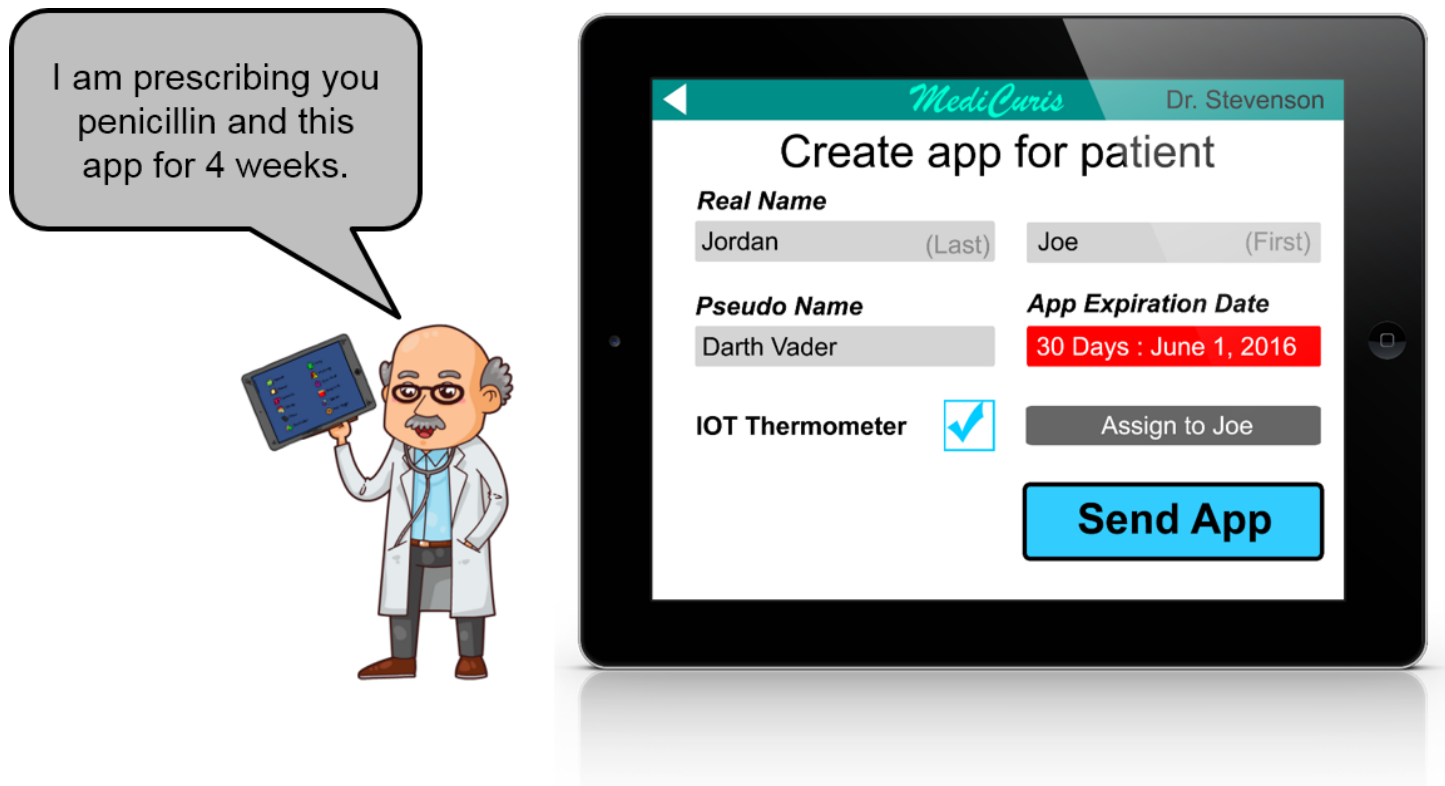 I am prescribing you
penicillin and this
app for 4 weeks.
MediCuris
Dr. Stevenson
Create app for patient
Real Name
Jordan (Last)
Joe (First)
Pseudo Name
App Expiration Date
Darth Vader
30 Days : June 1, 2016
IOT Thermometer
Assign to Joe
Send App